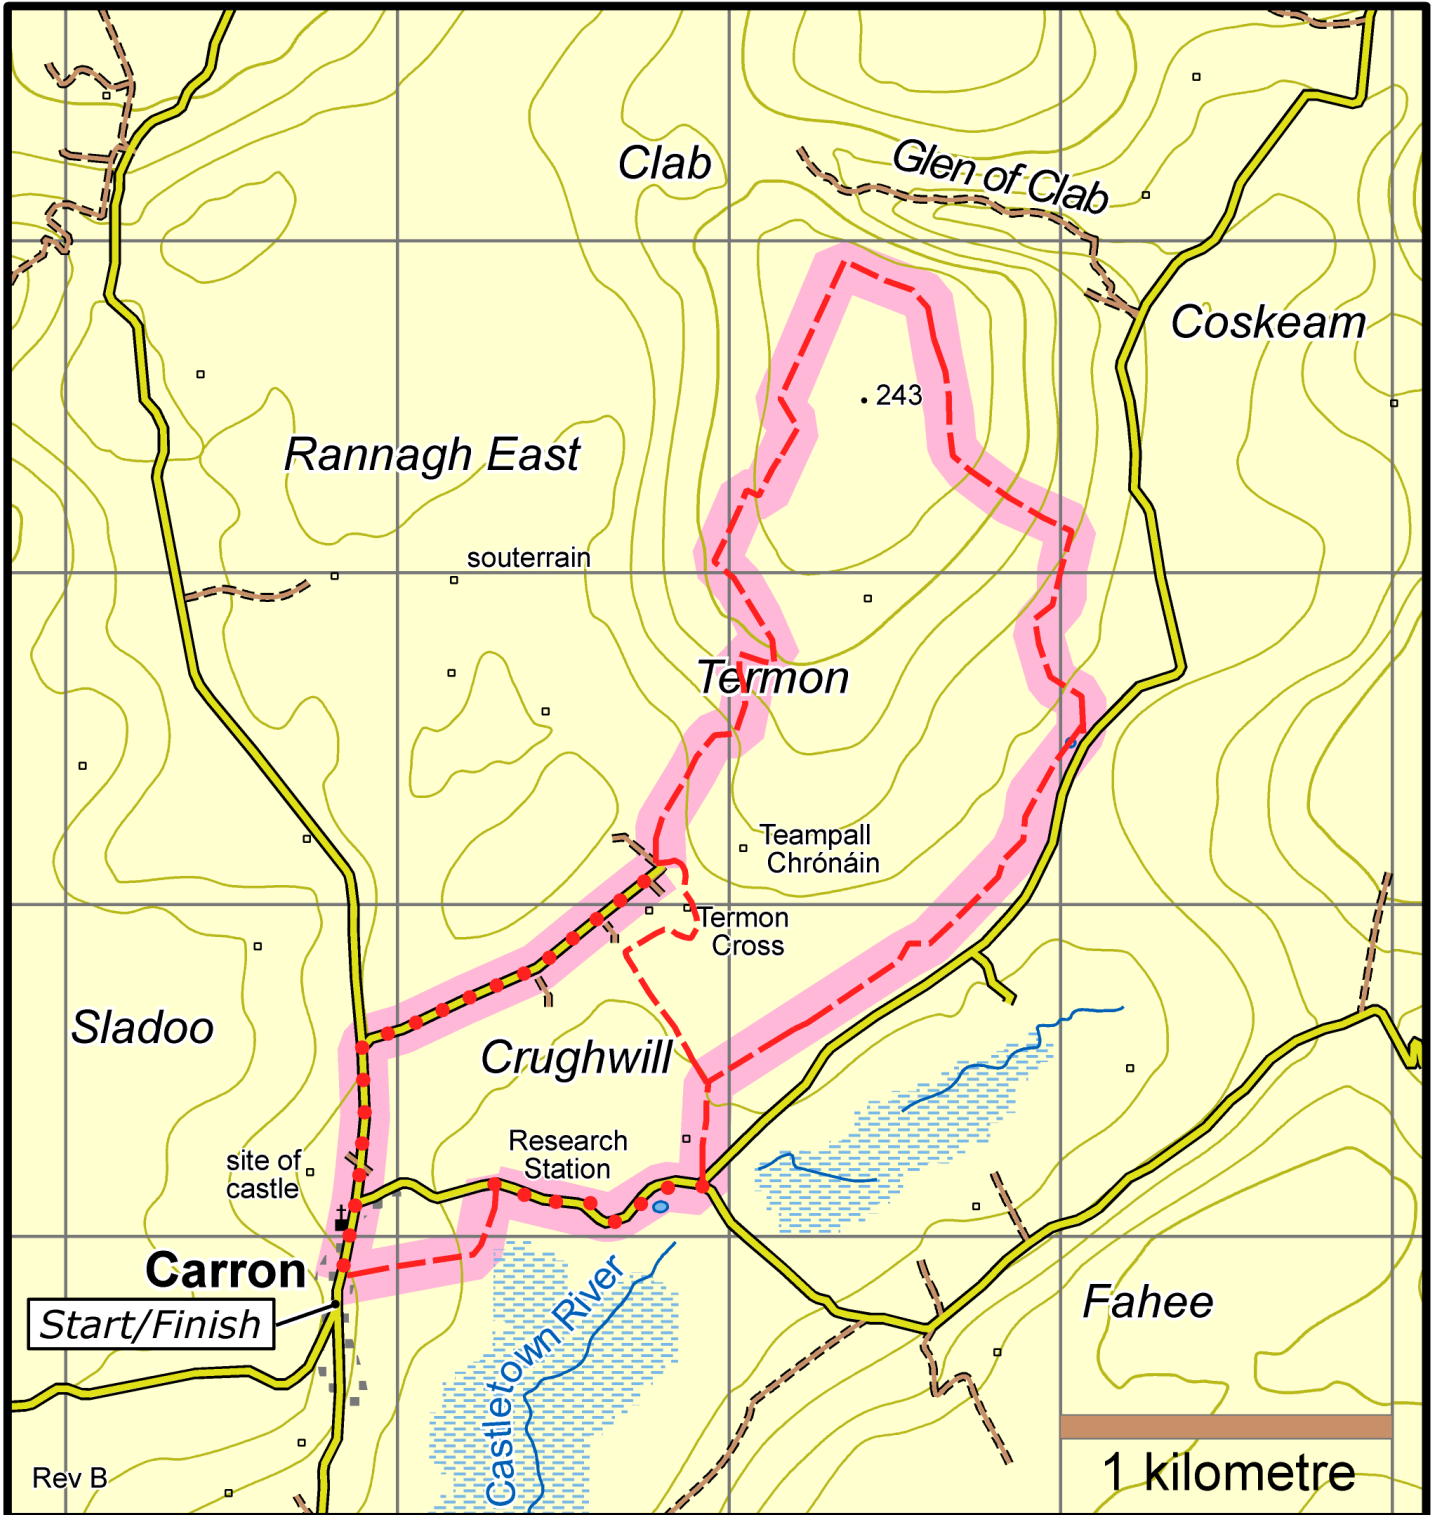 Clab
Glen of Clab
Coskeam
243
Rannagh East
souterrain
Termon
Teampall
Chrónáin
Termon
Cross
Sladoo
Crughwill
Research
Station
site of
castle
Carron
Start/Finish
Castletown River
Fahee
1 kilometre
Rev B